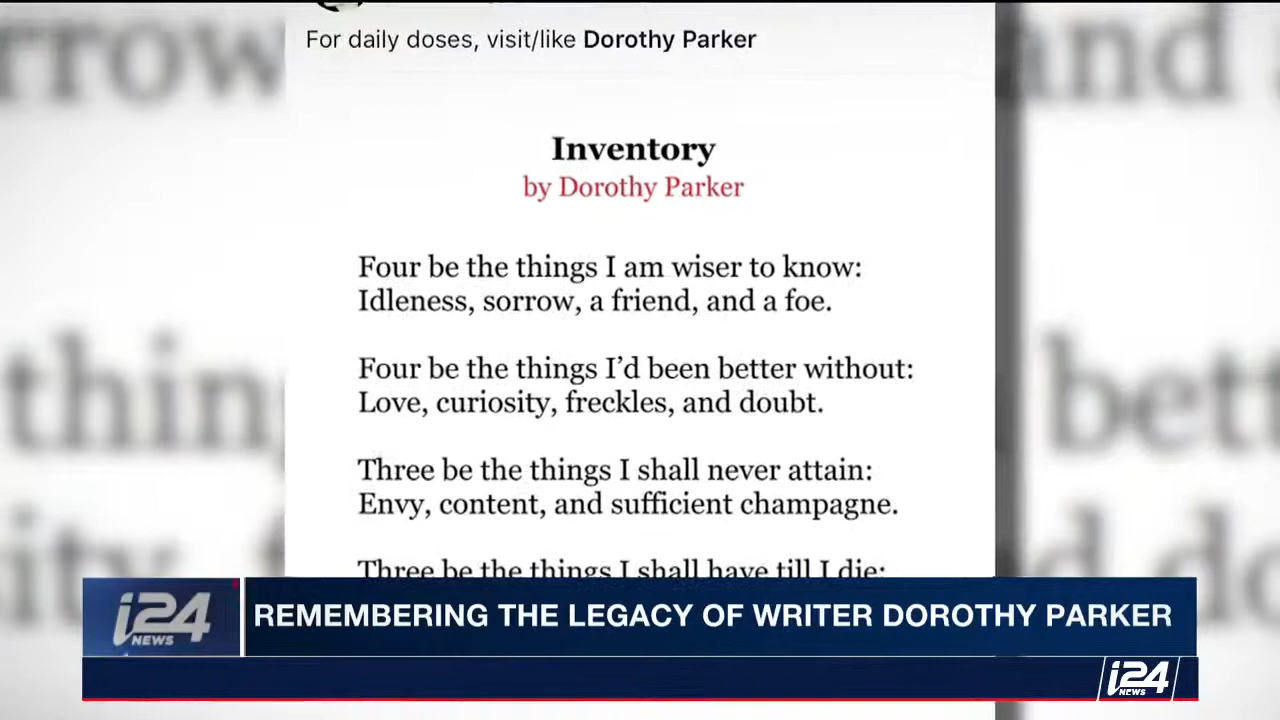 For daily doses, visit/like Dorothy Parker
Inventory
by Dorothy Parker
Four be the things I am wiser to know:
Idleness, sorrow, a friend, and a foe.
Four be the things I’d been better without:
Love, curiosity, freckles, and doubt.
Three be the things I shall never attain:
Envy, content, and sufficient champagne.
Three be the things I shall have till I die:
i24 NEWS
REMEMBERING THE LEGACY OF WRITER DOROTHY PARKER
i24 NEWS